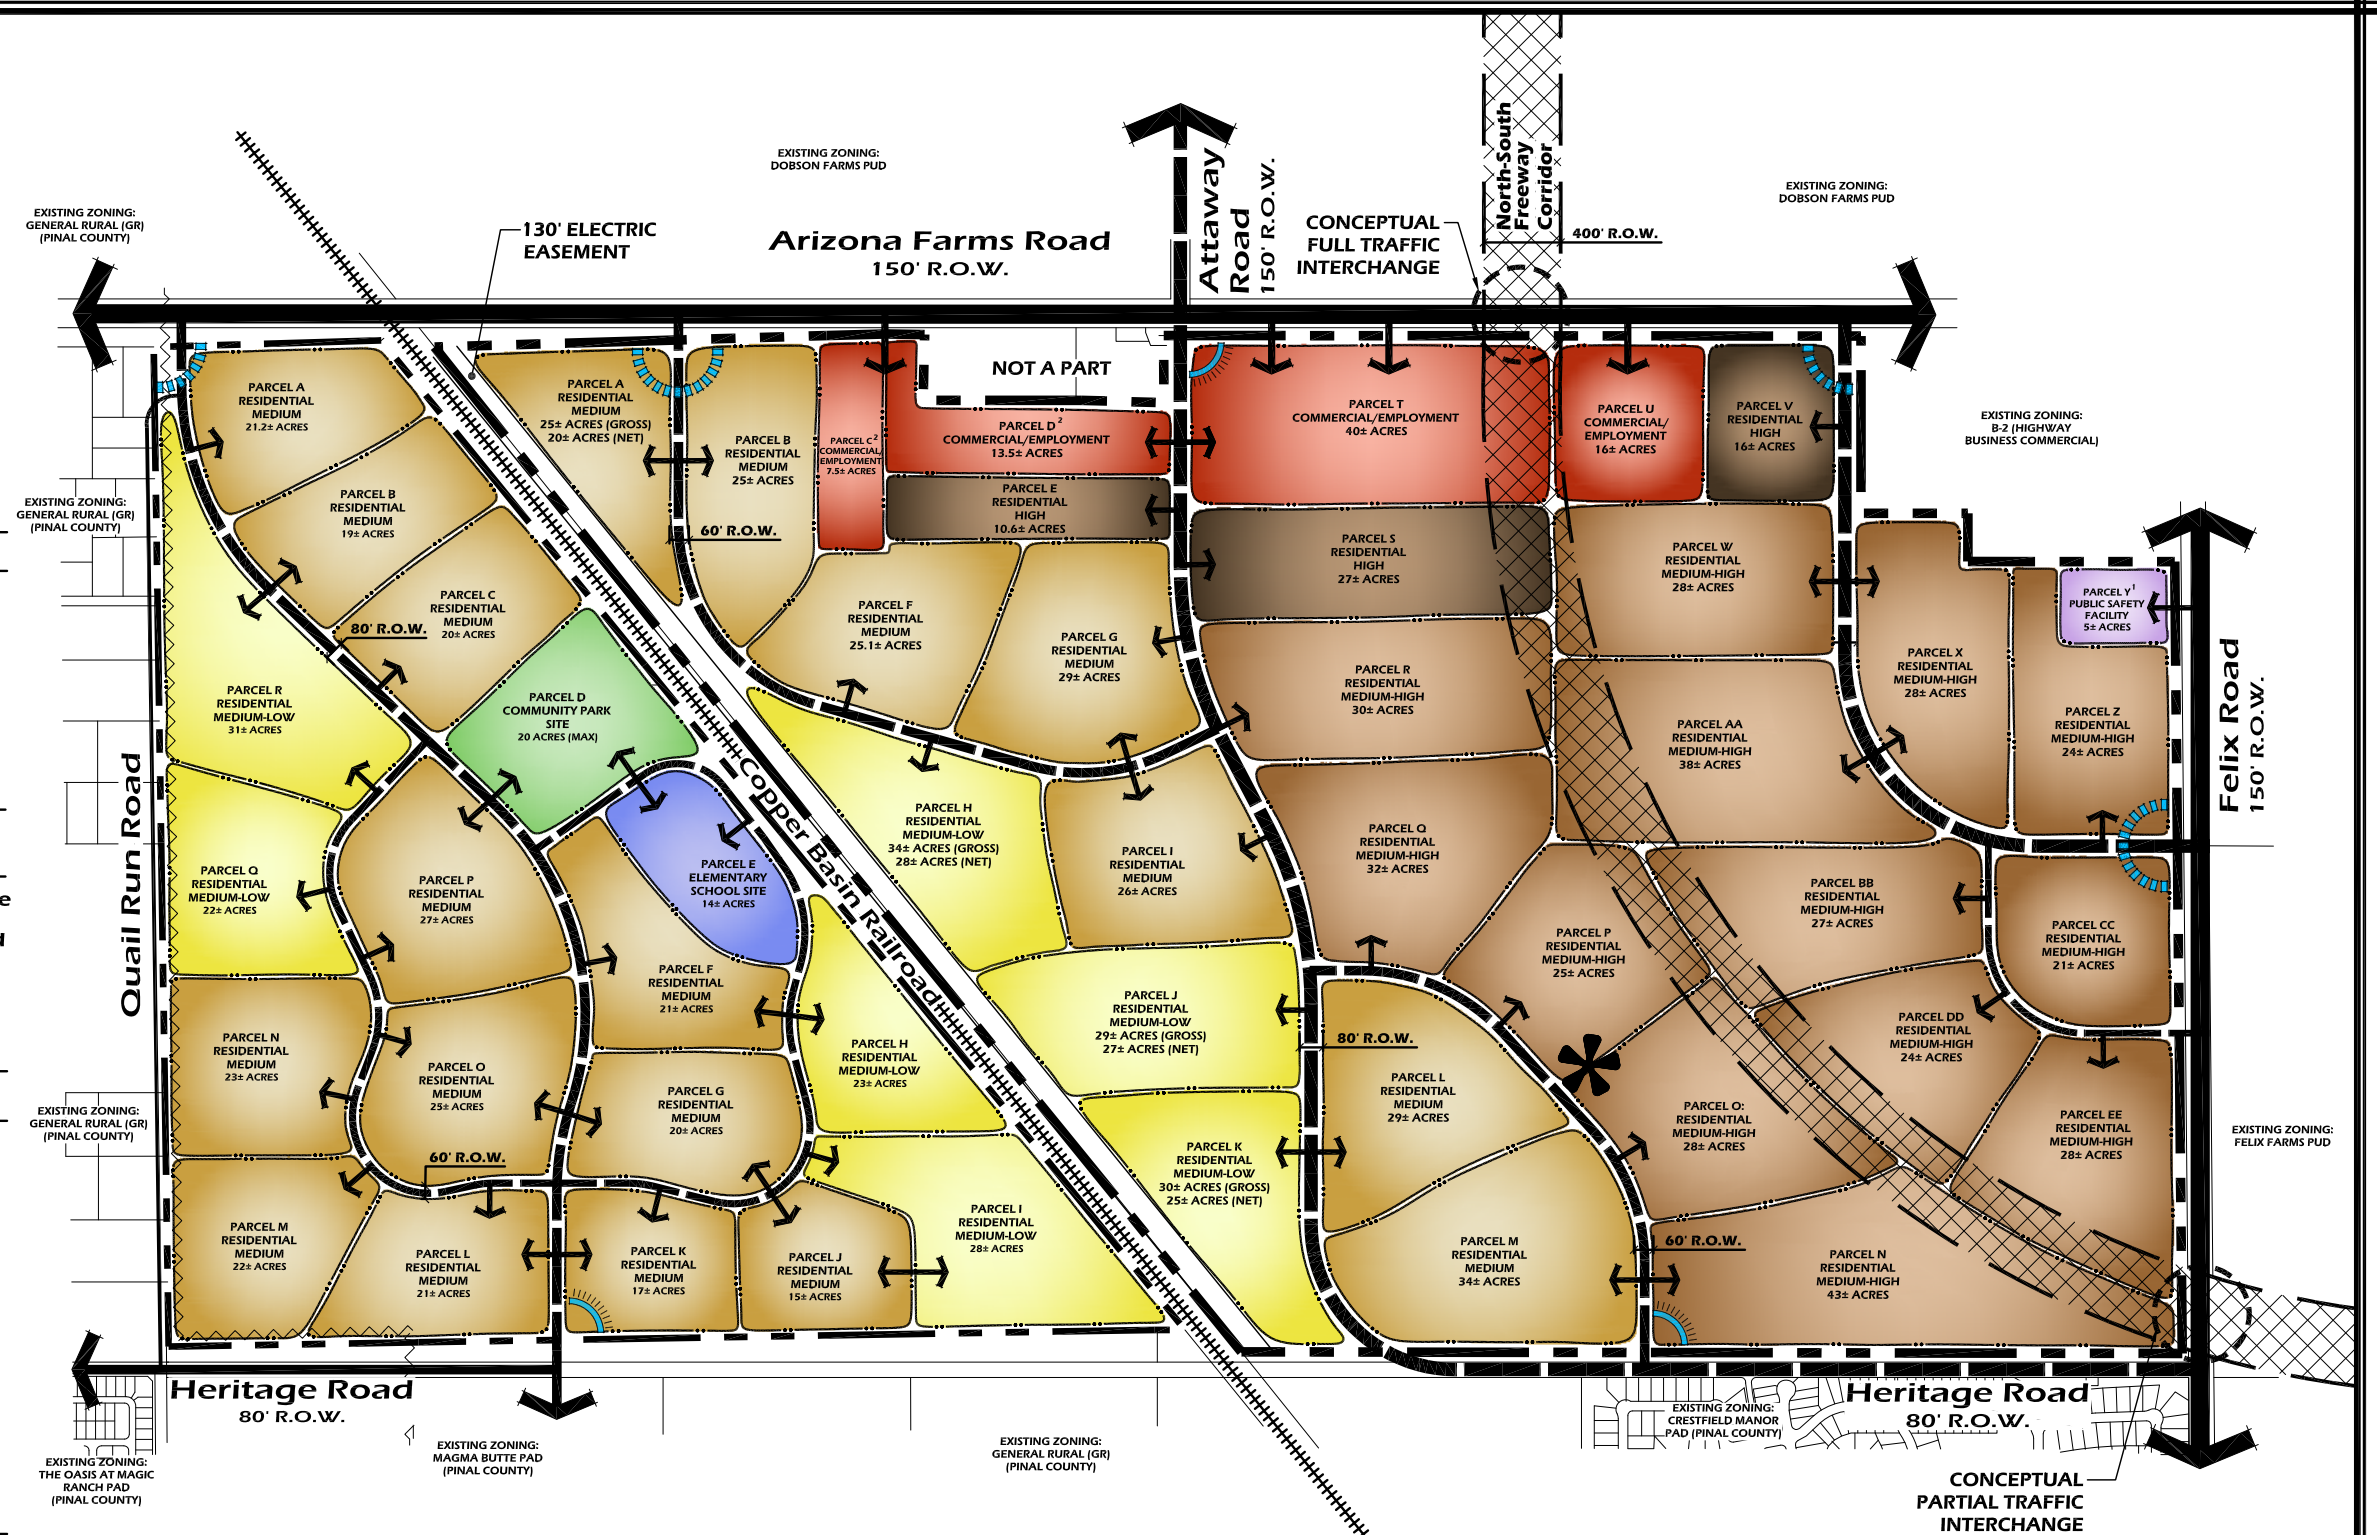 EXISTING ZONING:
DOBSON FARMS PUD
EXISTING ZONING:
DOBSON FARMS PUD
EXISTING ZONING:
GENERAL RURAL (GR)
(PINAL COUNTY)
130' ELECTRIC
EASEMENT
Arizona Farms Road
150' R.O.W.
Attaway
Road
150' R.O.W.
CONCEPTUAL
FULL TRAFFIC
INTERCHANGE
North-South
Freeway
Corridor
400' R.O.W.
NOT A PART
EXISTING ZONING:
B-2 (HIGHWAY
BUSINESS COMMERCIAL)
EXISTING ZONING:
GENERAL RURAL (GR)
(PINAL COUNTY)
PARCEL A
RESIDENTIAL
MEDIUM
21.2± ACRES
PARCEL B
RESIDENTIAL
MEDIUM
19± ACRES
PARCEL C
RESIDENTIAL
MEDIUM
20± ACRES
80' R.O.W.
PARCEL D
COMMUNITY PARK
SITE
20 ACRES (MAX)
PARCEL R
RESIDENTIAL
MEDIUM-LOW
31± ACRES
PARCEL Q
RESIDENTIAL
MEDIUM-LOW
22± ACRES
PARCEL P
RESIDENTIAL
MEDIUM
27± ACRES
PARCEL E
ELEMENTARY
SCHOOL SITE
14± ACRES
PARCEL F
RESIDENTIAL
MEDIUM
21± ACRES
PARCEL N
RESIDENTIAL
MEDIUM
23± ACRES
PARCEL O
RESIDENTIAL
MEDIUM
25± ACRES
PARCEL G
RESIDENTIAL
MEDIUM
20± ACRES
PARCEL H
RESIDENTIAL
MEDIUM-LOW
23± ACRES
60' R.O.W.
PARCEL M
RESIDENTIAL
MEDIUM
22± ACRES
PARCEL L
RESIDENTIAL
MEDIUM
21± ACRES
PARCEL K
RESIDENTIAL
MEDIUM
17± ACRES
PARCEL J
RESIDENTIAL
MEDIUM
15± ACRES
PARCEL I
RESIDENTIAL
MEDIUM-LOW
28± ACRES
Quail Run Road
Copper Basin Railroad
PARCEL A
RESIDENTIAL
MEDIUM
25± ACRES (GROSS)
20± ACRES (NET)
PARCEL B
RESIDENTIAL
MEDIUM
25± ACRES
60' R.O.W.
PARCEL C 2
COMMERCIAL/
EMPLOYMENT
7.5± ACRES
PARCEL D 2
COMMERCIAL/EMPLOYMENT
13.5± ACRES
PARCEL E
RESIDENTIAL
HIGH
10.6± ACRES
PARCEL F
RESIDENTIAL
MEDIUM
25.1± ACRES
PARCEL G
RESIDENTIAL
MEDIUM
29± ACRES
PARCEL H
RESIDENTIAL
MEDIUM-LOW
34± ACRES (GROSS)
28± ACRES (NET)
PARCEL I
RESIDENTIAL
MEDIUM
26± ACRES
PARCEL J
RESIDENTIAL
MEDIUM-LOW
29± ACRES (GROSS)
27± ACRES (NET)
PARCEL K
RESIDENTIAL
MEDIUM-LOW
30± ACRES (GROSS)
25± ACRES (NET)
80' R.O.W.
PARCEL L
RESIDENTIAL
MEDIUM
29± ACRES
PARCEL M
RESIDENTIAL
MEDIUM
34± ACRES
60' R.O.W.
PARCEL T
COMMERCIAL/EMPLOYMENT
40± ACRES
PARCEL U
COMMERCIAL/
EMPLOYMENT
16± ACRES
PARCEL V
RESIDENTIAL
HIGH
16± ACRES
PARCEL S
RESIDENTIAL
HIGH
27± ACRES
PARCEL W
RESIDENTIAL
MEDIUM-HIGH
28± ACRES
PARCEL R
RESIDENTIAL
MEDIUM-HIGH
30± ACRES
PARCEL X
RESIDENTIAL
MEDIUM-HIGH
28± ACRES
PARCEL Y 1
PUBLIC SAFETY
FACILITY
5± ACRES
PARCEL Z
RESIDENTIAL
MEDIUM-HIGH
24± ACRES
PARCEL AA
RESIDENTIAL
MEDIUM-HIGH
38± ACRES
PARCEL Q
RESIDENTIAL
MEDIUM-HIGH
32± ACRES
PARCEL P
RESIDENTIAL
MEDIUM-HIGH
25± ACRES
PARCEL BB
RESIDENTIAL
MEDIUM-HIGH
27± ACRES
PARCEL CC
RESIDENTIAL
MEDIUM-HIGH
21± ACRES
PARCEL DD
RESIDENTIAL
MEDIUM-HIGH
24± ACRES
PARCEL O:
RESIDENTIAL
MEDIUM-HIGH
28± ACRES
PARCEL EE
RESIDENTIAL
MEDIUM-HIGH
28± ACRES
PARCEL N
RESIDENTIAL
MEDIUM-HIGH
43± ACRES
Felix Road
150' R.O.W.
EXISTING ZONING:
FELIX FARMS PUD
EXISTING ZONING:
GENERAL RURAL (GR)
(PINAL COUNTY)
Heritage Road
80' R.O.W.
EXISTING ZONING:
THE OASIS AT MAGIC
RANCH PAD
(PINAL COUNTY)
EXISTING ZONING:
MAGMA BUTTE PAD
(PINAL COUNTY)
EXISTING ZONING:
GENERAL RURAL (GR)
(PINAL COUNTY)
EXISTING ZONING:
CRESTFIELD MANOR
PAD (PINAL COUNTY)
Heritage Road
80' R.O.W.
CONCEPTUAL
PARTIAL TRAFFIC
INTERCHANGE